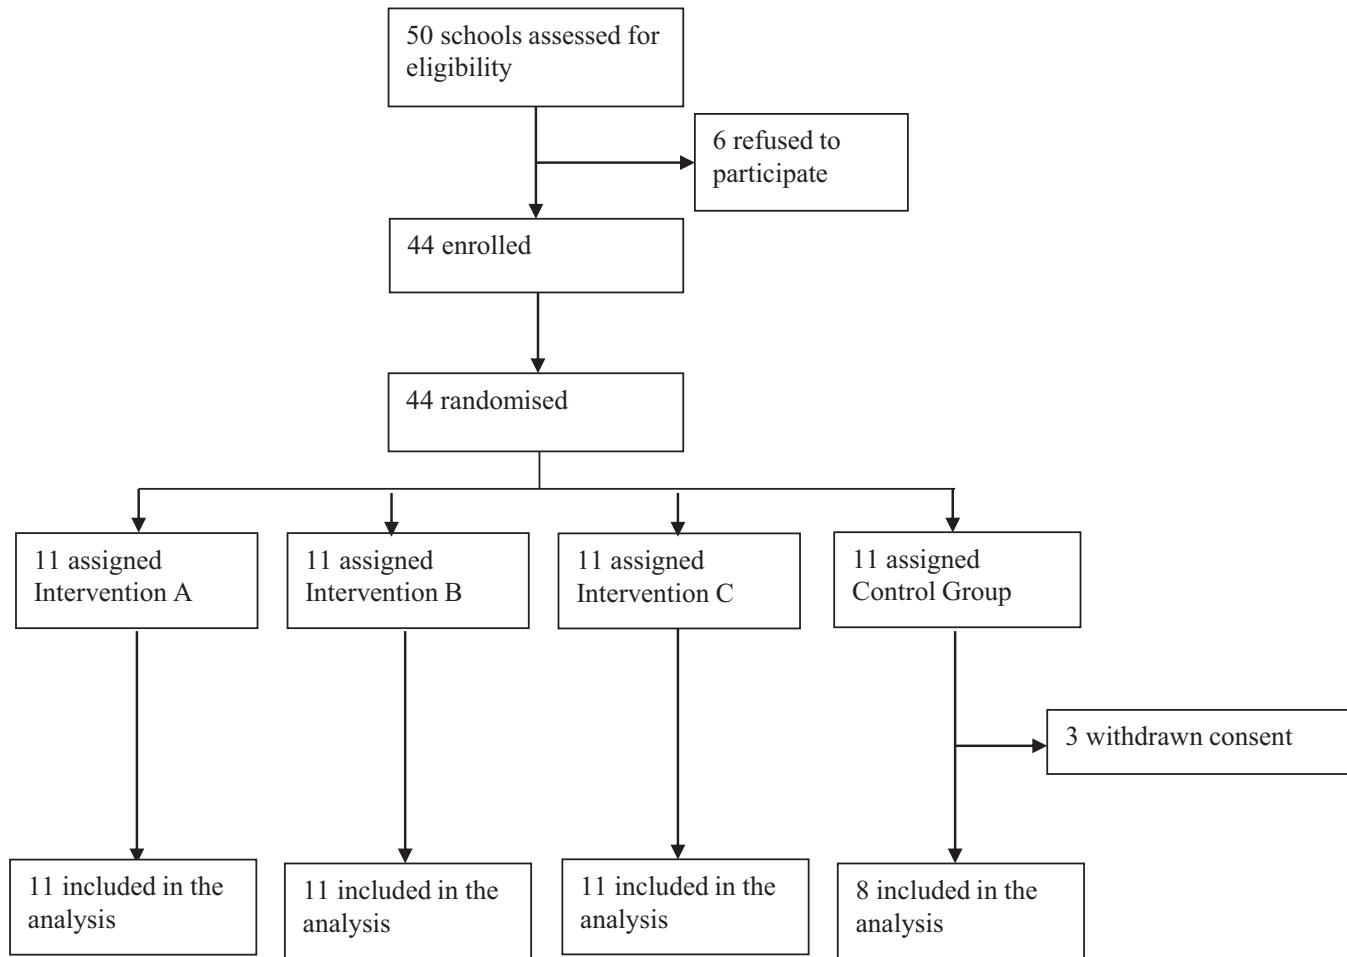 50 schools assessed for
eligibility
6 refused to
participate
44 enrolled
44 randomised
11 assigned
Intervention A
11 assigned
Intervention B
11 assigned
Intervention C
11 assigned
Control Group
3 withdrawn consent
11 included in the
analysis
11 included in the
analysis
11 included in the
analysis
8 included in the
analysis